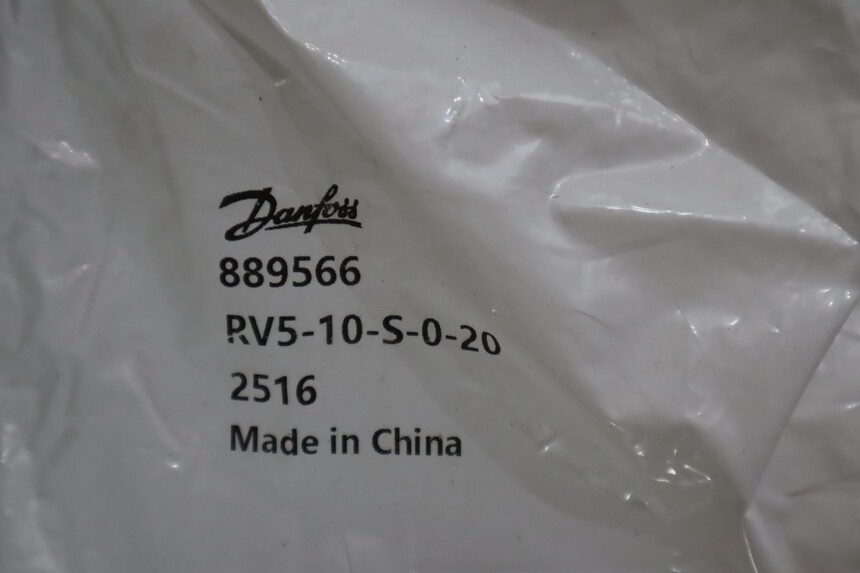 Danfoss
889566
RV5-10-S-0-20
2516
Made in China